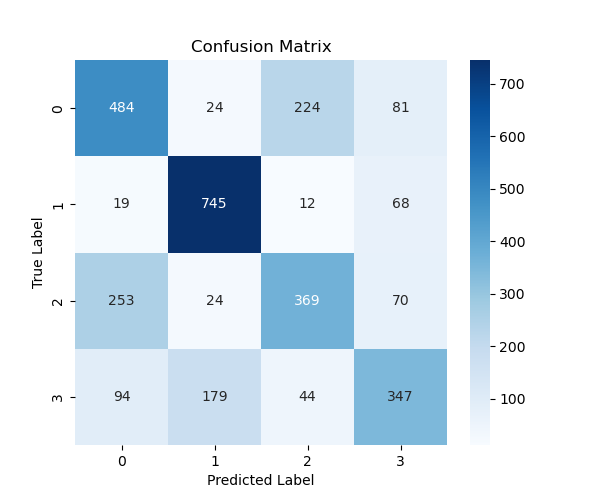 Confusion Matrix
True Label
0 484 24 224 81
1 19 745 12 68
2 253 24 369 70
3 94 179 44 347
0 1 2 3
Predicted Label
700
600
500
400
300
200
100